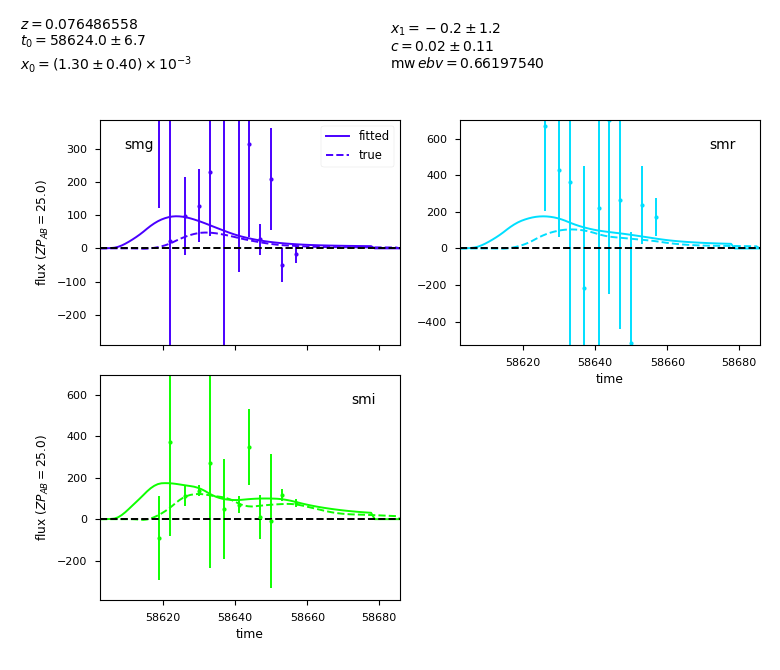 z = 0.076486558
t₀ = 58624.0 ± 6.7
x₀ = (1.30 ± 0.40) × 10⁻³
x₁ = −0.2 ± 1.2
c = 0.02 ± 0.11
mw ebv = 0.66197540
smg
fitted
true
300
200
100
0
−100
−200
flux (ZP_AB = 25.0)
smr
600
400
200
0
−200
−400
58620 58640 58660 58680
time
smi
600
400
200
0
−200
flux (ZP_AB = 25.0)
58620 58640 58660 58680
time